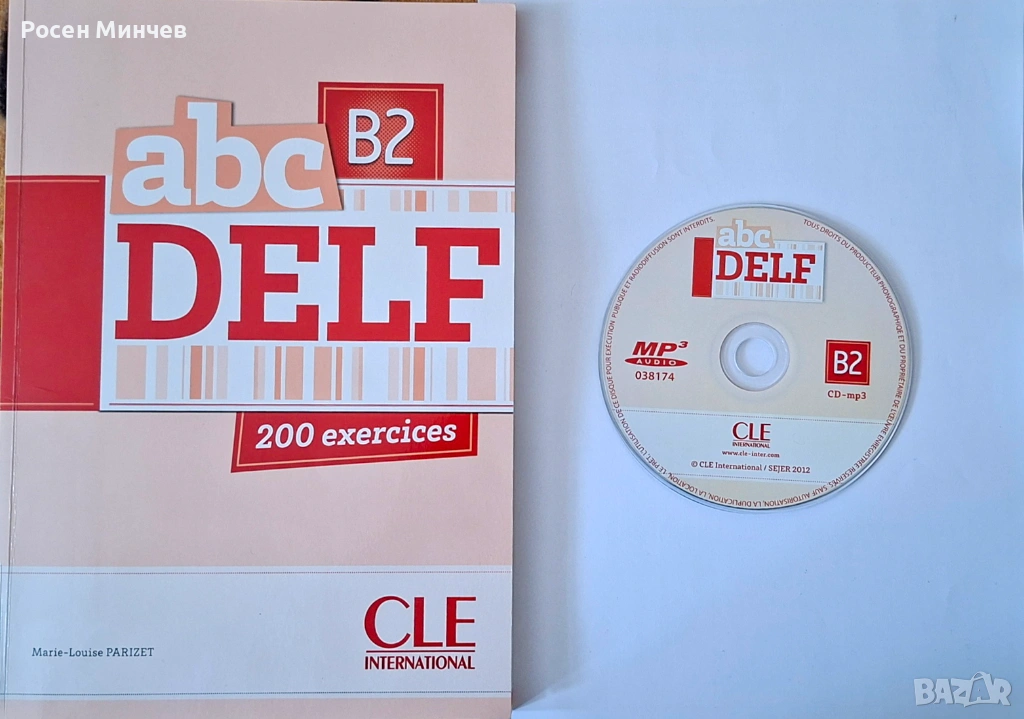 Росен Минчев
abc
B2
DELF
200 exercices
CLE
INTERNATIONAL
Marie-Louise PARIZET
TOUS DROITS DU PRODUCTEUR PHONOGRAPHIQUE ET DU PROPRIÉTAIRE DE L'ŒUVRE ENREGISTRÉE RÉSERVÉS. SAUF AUTORISATION, LA DUPLICATION, LA LOCATION, LE PRÊT, L'UTILISATION DE CE DISQUE POUR EXÉCUTION PUBLIQUE ET RADIODIFFUSION SONT INTERDITS.
abc
DELF
MP3
AUDIO
038174
B2
CD-mp3
CLE
INTERNATIONAL
www.cle-inter.com
© CLE International / SEJER 2012
BAZAR